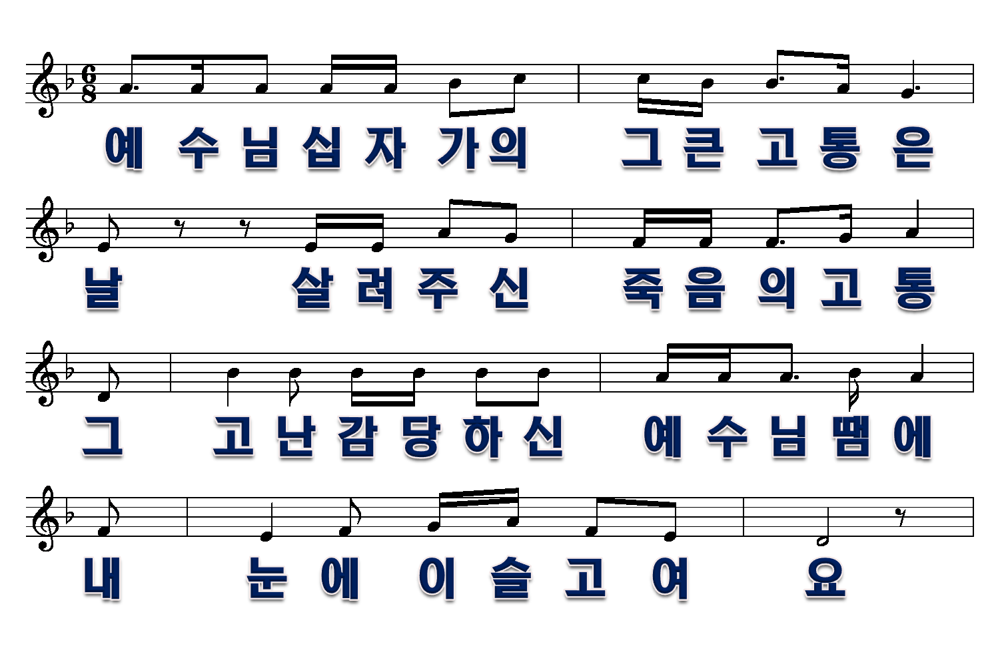 6
8
예 수 님 십 자 가 의 그 큰 고 통 은
날 살 려 주 신 죽 음 의 고 통
그 고 난 감 당 하 신 예 수 님 땜 에
내 눈 에 이 슬 고 여 요